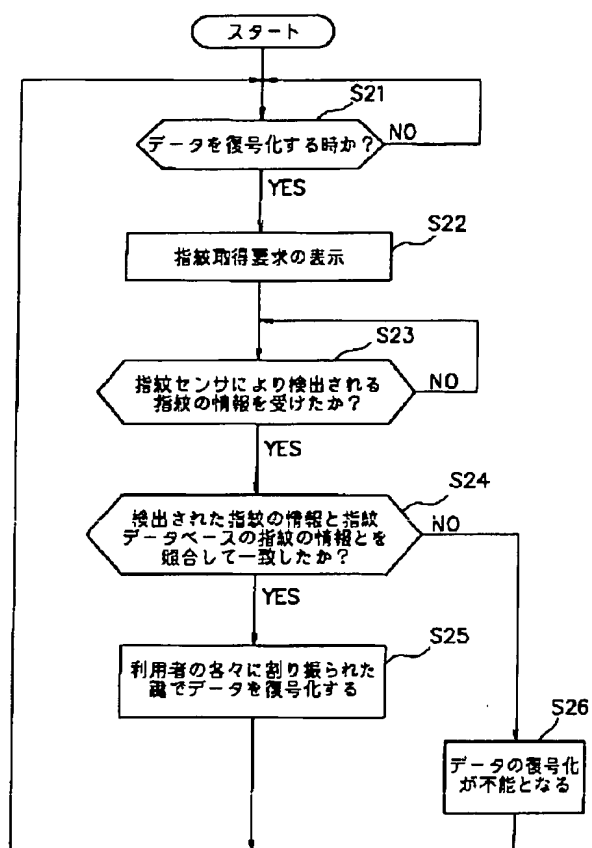 スタート
S21
データを復号化する時か?
NO
YES
S22
指紋取得要求の表示
S23
指紋センサにより検出される
指紋の情報を受けたか?
NO
YES
S24
検出された指紋の情報と指紋
データベースの指紋の情報とを
照合して一致したか?
NO
YES
S25
利用者の各々に割り振られた
鍵でデータを復号化する
S26
データの復号化
が不能となる